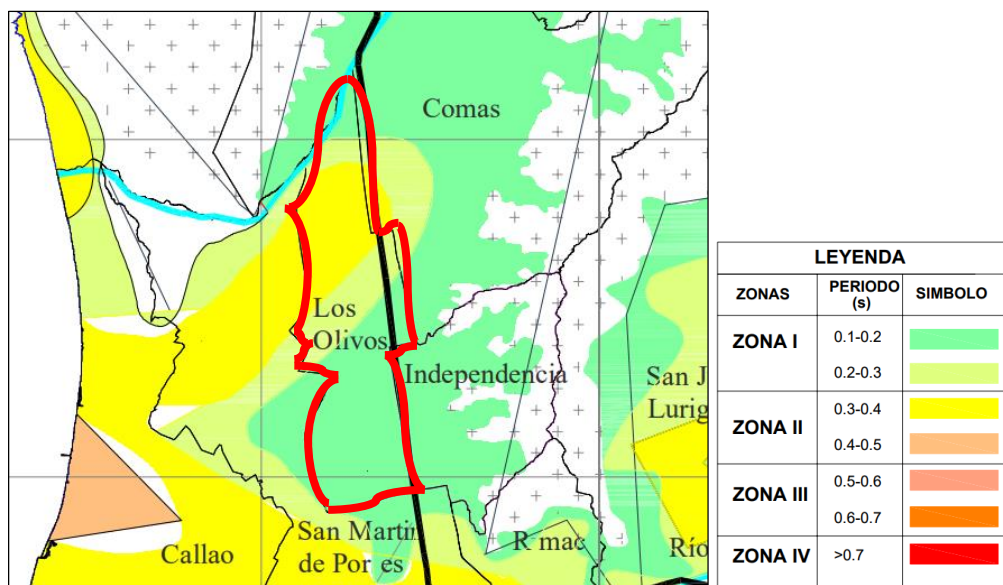 Comas
Los
Olivos
Independencia
San J
Lurig
San Martin
de Por es
R mac
Río
Callao
LEYENDA
ZONAS PERIODO (s) SIMBOLO
ZONA I 0.1-0.2
0.2-0.3
ZONA II 0.3-0.4
0.4-0.5
ZONA III 0.5-0.6
0.6-0.7
ZONA IV >0.7